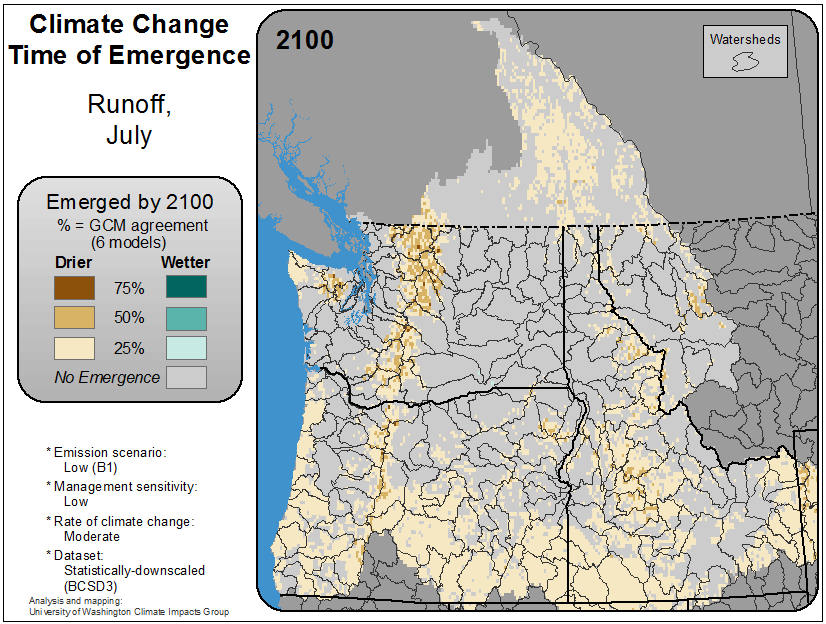 Climate Change
Time of Emergence
Runoff,
July
Emerged by 2100
% = GCM agreement
(6 models)
Drier Wetter
75%
50%
25%
No Emergence
* Emission scenario:
Low (B1)
* Management sensitivity:
Low
* Rate of climate change:
Moderate
* Dataset:
Statistically-downscaled
(BCSD3)
Analysis and mapping:
University of Washington Climate Impacts Group
2100
Watersheds